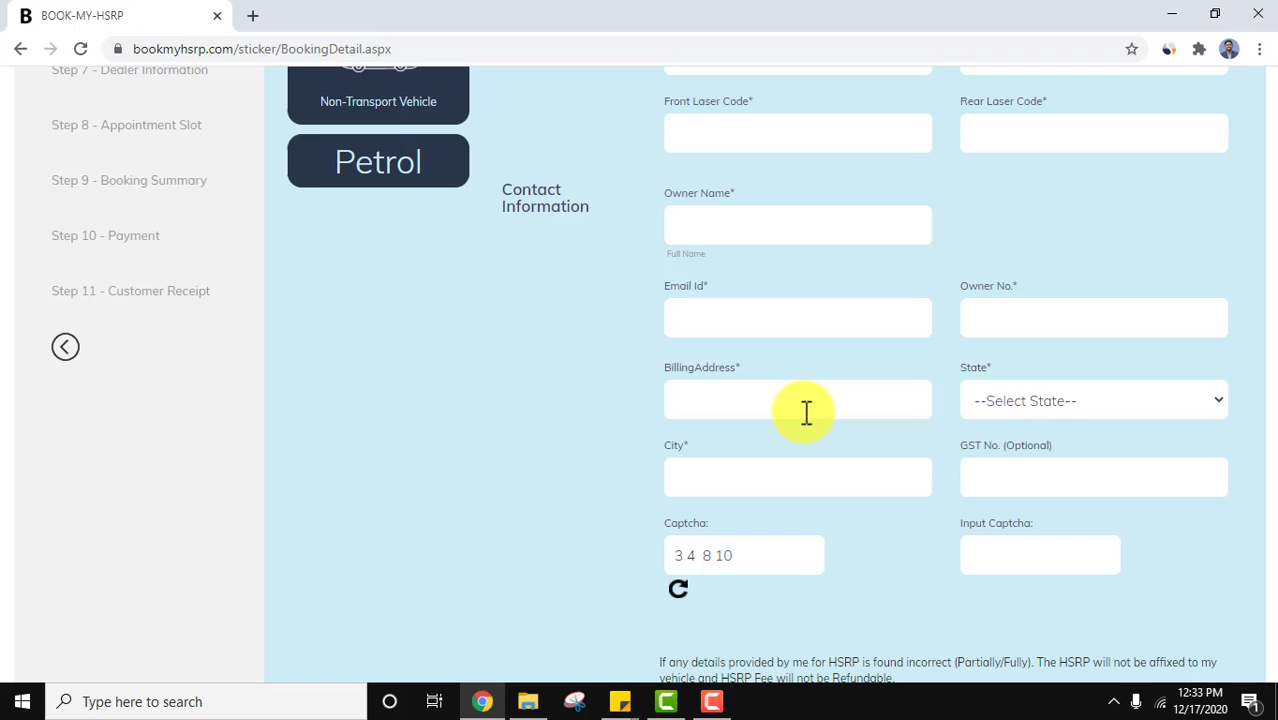 B BOOK-MY-HSRP
bookmyhsrp.com/sticker/BookingDetail.aspx
Step 7 - Dealer Information
Non-Transport Vehicle
Front Laser Code*
Rear Laser Code*
Step 8 - Appointment Slot
Petrol
Step 9 - Booking Summary
Contact
Information
Owner Name*
Step 10 - Payment
Full Name
Step 11 - Customer Receipt
Email Id*
Owner No.*
BillingAddress*
State*
--Select State--
City*
GST No. (Optional)
Captcha:
Input Captcha:
3 4 8 10
If any details provided by me for HSRP is found incorrect (Partially/Fully). The HSRP will not be affixed to my
vehicle and HSRP Fee will not be Refundable.
Type here to search
12:33 PM
12/17/2020
1